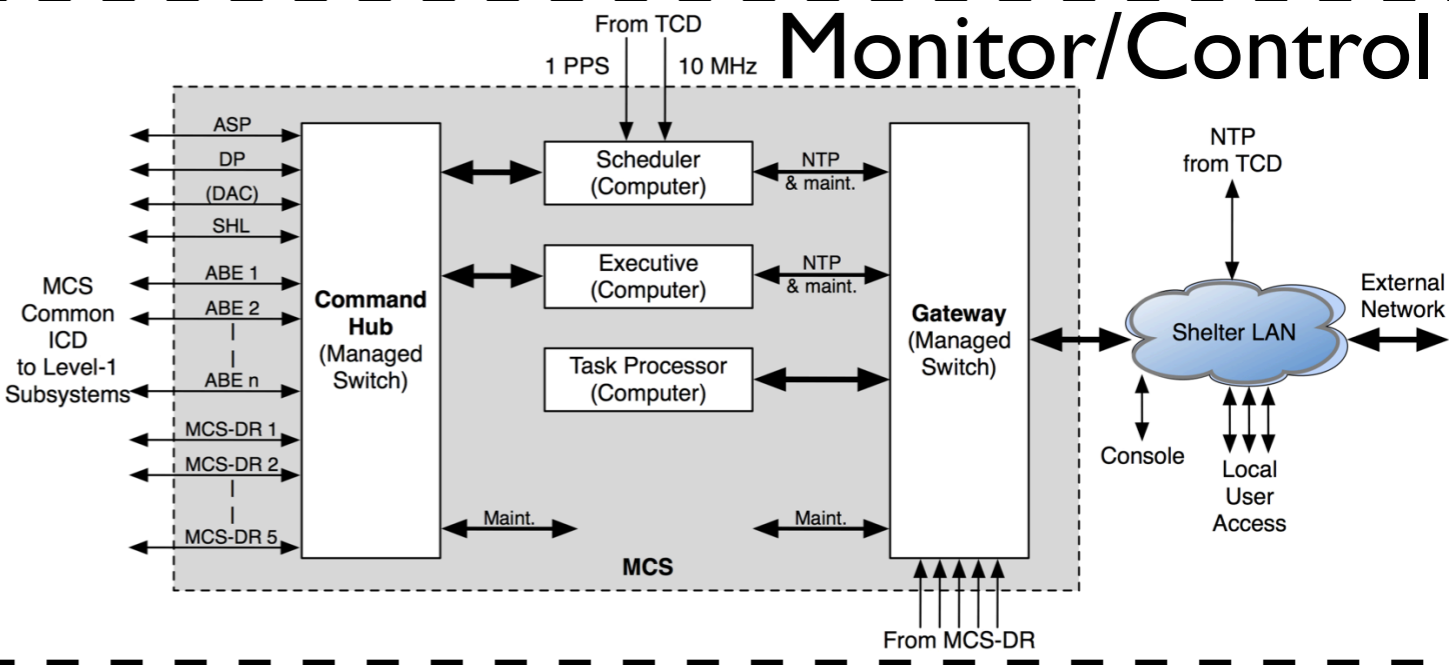 Monitor/Control
From TCD
1 PPS
10 MHz
ASP
DP
(DAC)
SHL
ABE 1
ABE 2
ABE n
MCS-DR 1
MCS-DR 2
MCS-DR 5
MCS
Common
ICD
to Level-1
Subsystems
Command
Hub
(Managed
Switch)
Scheduler
(Computer)
NTP
& maint.
Executive
(Computer)
NTP
& maint.
Task Processor
(Computer)
Maint.
Maint.
MCS
Gateway
(Managed
Switch)
From MCS-DR
NTP
from TCD
Shelter LAN
External
Network
Console
Local
User
Access